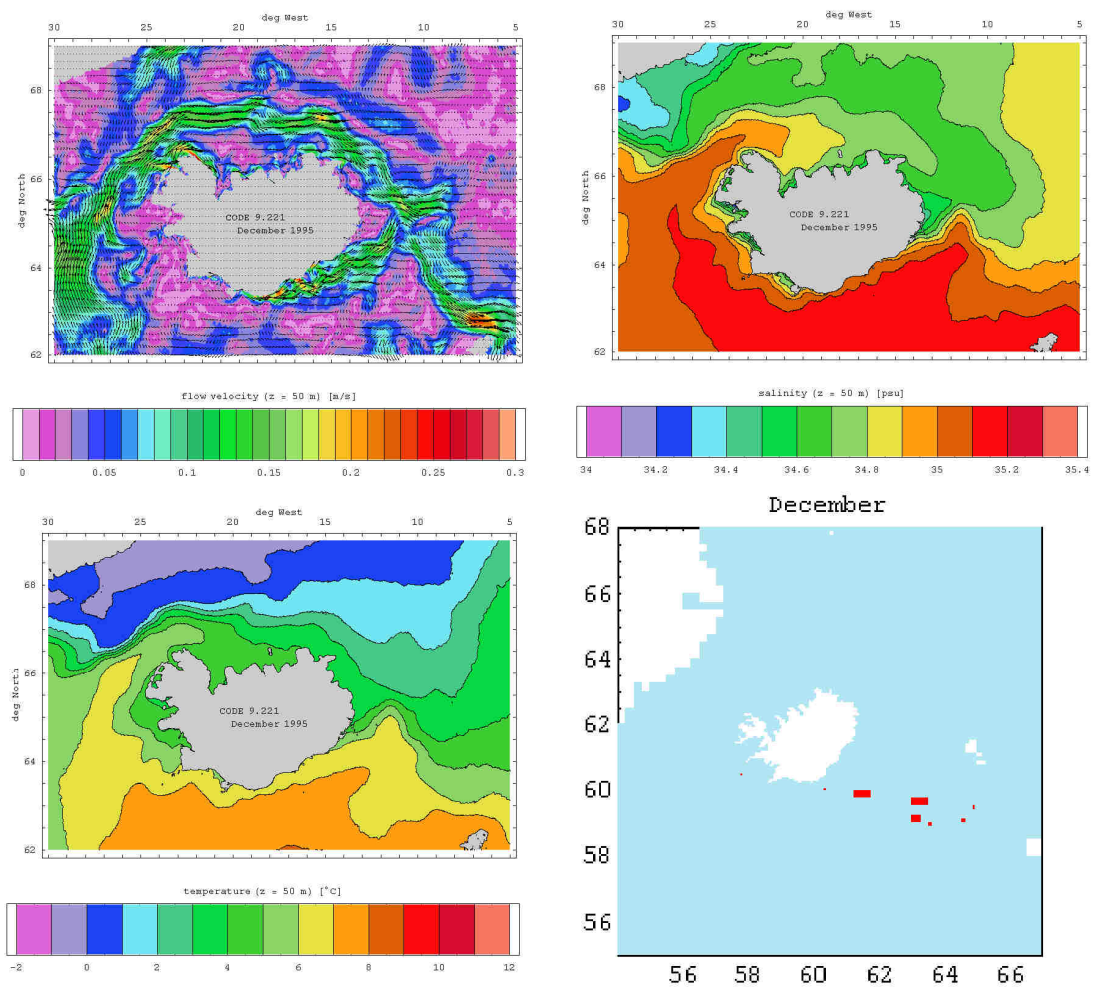 deg West
30 25 20 15 10 5
deg North
68
66
64
62
CODE 9.221
December 1995
flow velocity (z = 50 m) [m/s]
0 0.05 0.1 0.15 0.2 0.25 0.3
deg West
30 25 20 15 10 5
deg North
68
66
64
62
CODE 9.221
December 1995
salinity (z = 50 m) [psu]
34 34.2 34.4 34.6 34.8 35 35.2 35.4
deg West
30 25 20 15 10 5
deg North
68
66
64
62
CODE 9.221
December 1995
temperature (z = 50 m) [°C]
-2 0 2 4 6 8 10 12
December
68
66
64
62
60
58
56
56 58 60 62 64 66